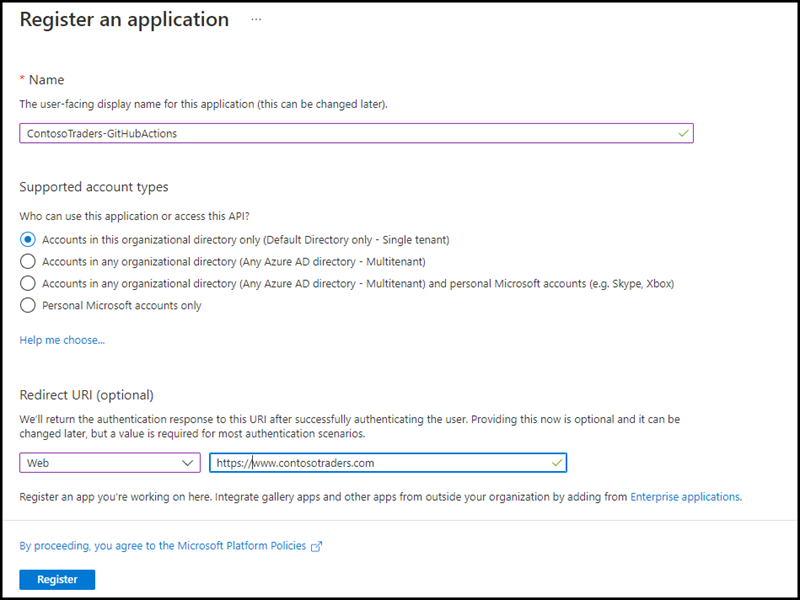 Register an application ...
* Name
The user-facing display name for this application (this can be changed later).
ContosoTraders-GitHubActions
Supported account types
Who can use this application or access this API?
Accounts in this organizational directory only (Default Directory only - Single tenant)
Accounts in any organizational directory (Any Azure AD directory - Multitenant)
Accounts in any organizational directory (Any Azure AD directory - Multitenant) and personal Microsoft accounts (e.g. Skype, Xbox)
Personal Microsoft accounts only
Help me choose...
Redirect URI (optional)
We'll return the authentication response to this URI after successfully authenticating the user. Providing this now is optional and it can be
changed later, but a value is required for most authentication scenarios.
Web
https://www.contosotraders.com
Register an app you're working on here. Integrate gallery apps and other apps from outside your organization by adding from Enterprise applications.
By proceeding, you agree to the Microsoft Platform Policies
Register